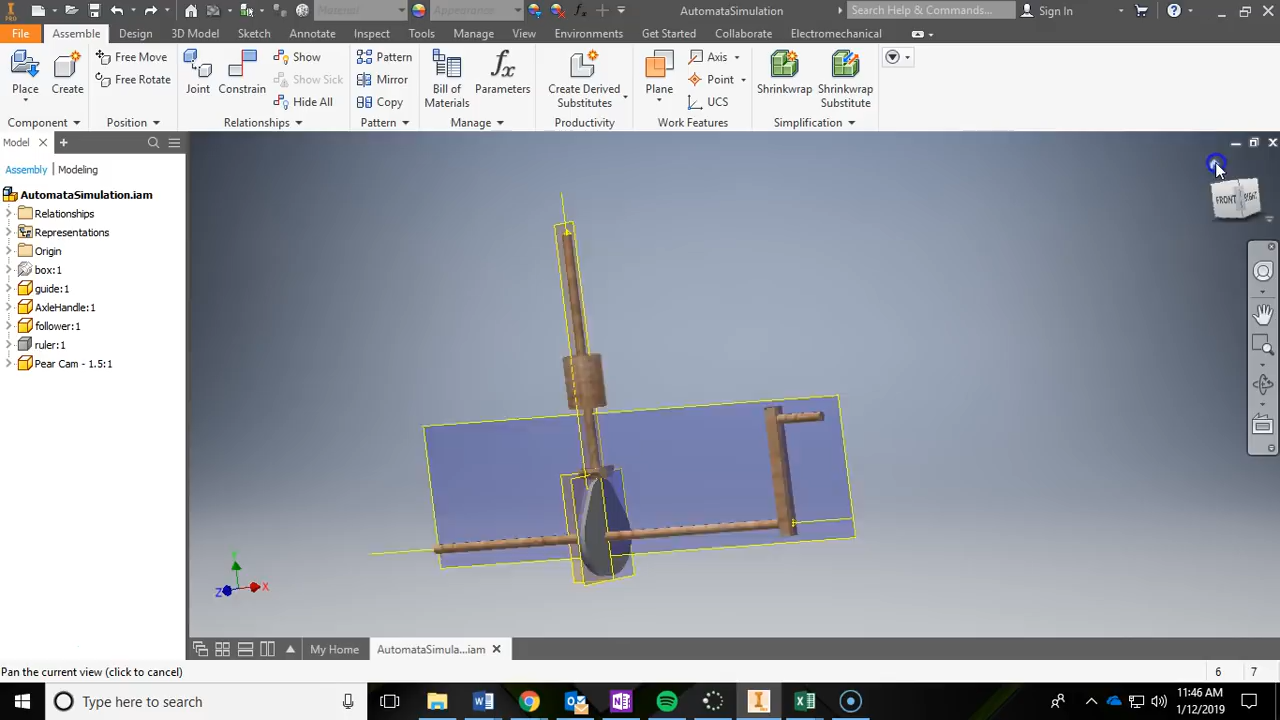 Material
Appearance
AutomataSimulation
Search Help & Commands...
Sign In
PRO
File
Assemble
Design
3D Model
Sketch
Annotate
Inspect
Tools
Manage
View
Environments
Get Started
Collaborate
Electromechanical
Place
Create
Free Move
Free Rotate
Joint
Constrain
Show
Show Sick
Hide All
Pattern
Mirror
Copy
Bill of
Materials
fx
Parameters
Create Derived
Substitutes
Plane
Axis
Point
UCS
Shrinkwrap
Shrinkwrap
Substitute
Component
Position
Relationships
Pattern
Manage
Productivity
Work Features
Simplification
Model
Assembly
Modeling
AutomataSimulation.iam
Relationships
Representations
Origin
box:1
guide:1
AxleHandle:1
follower:1
ruler:1
Pear Cam - 1.5:1
FRONT
RIGHT
Y
Z
X
My Home
AutomataSimula...iam
Pan the current view (click to cancel)
6
7
Type here to search
11:46 AM
1/12/2019